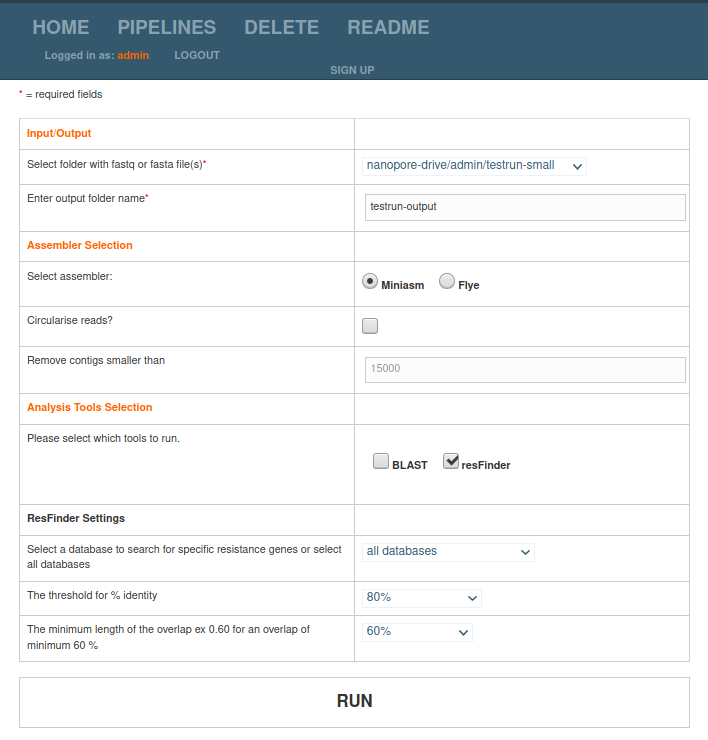 HOME PIPELINES DELETE README
Logged in as: admin LOGOUT
SIGN UP
* = required fields
Input/Output
Select folder with fastq or fasta file(s)* nanopore-drive/admin/testrun-small
Enter output folder name* testrun-output
Assembler Selection
Select assembler: Miniasm Flye
Circularise reads?
Remove contigs smaller than 15000
Analysis Tools Selection
Please select which tools to run.
BLAST resFinder
ResFinder Settings
Select a database to search for specific resistance genes or select all databases
all databases
The threshold for % identity 80%
The minimum length of the overlap ex 0.60 for an overlap of 60%
minimum 60 %
RUN